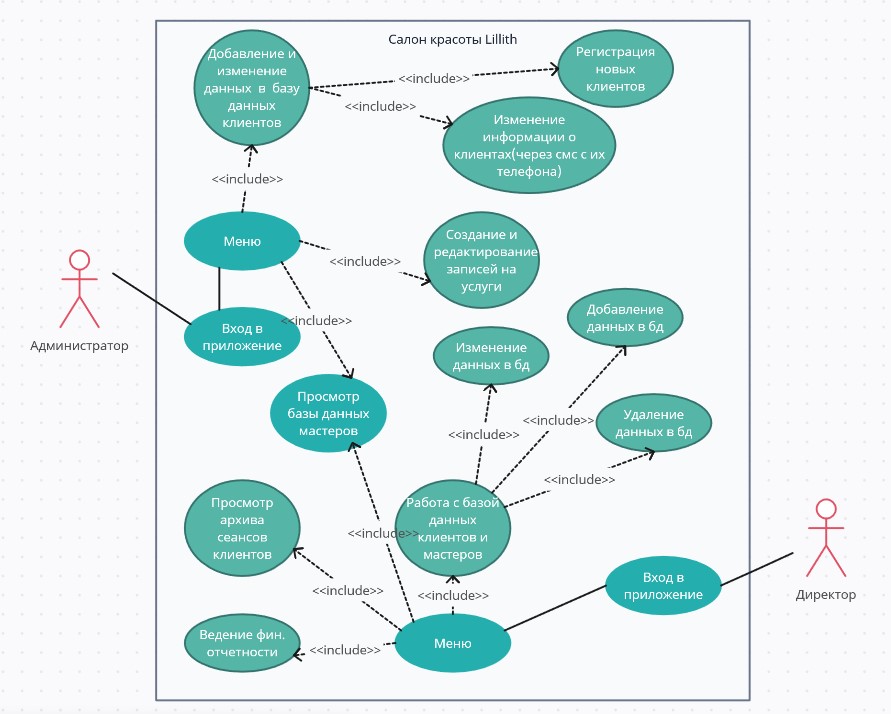 Салон красоты Lillith
Добавление и
изменение
данных в базу
данных
клиентов
<<include>>
Регистрация
новых
клиентов
<<include>>
Изменение
информации о
клиентах(через смс с их
телефона)
<<include>>
Меню
<<include>>
Создание и
редактирование
записей на
услуги
Администратор
Вход в
приложение
<<include>>
Добавление
данных в бд
Изменение
данных в бд
Просмотр
базы данных
мастеров
<<include>>
<<include>>
Удаление
данных в бд
<<include>>
Просмотр
архива
сеансов
клиентов
<<include>>
Работа с базой
данных
клиентов и
мастеров
<<include>>
<<include>>
Вход в
приложение
Директор
Ведение фин.
отчетности
<<include>>
Меню